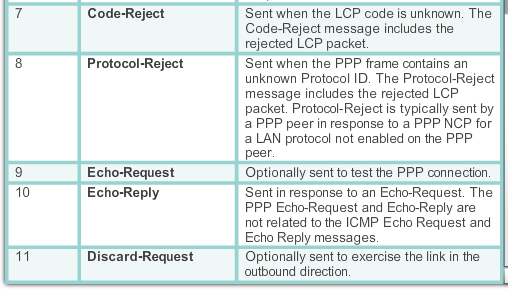 7 Code-Reject Sent when the LCP code is unknown. The
Code-Reject message includes the
rejected LCP packet.
8 Protocol-Reject Sent when the PPP frame contains an
unknown Protocol ID. The Protocol-Reject
message includes the rejected LCP
packet. Protocol-Reject is typically sent by
a PPP peer in response to a PPP NCP for
a LAN protocol not enabled on the PPP
peer.
9 Echo-Request Optionally sent to test the PPP connection.
10 Echo-Reply Sent in response to an Echo-Request. The
PPP Echo-Request and Echo-Reply are
not related to the ICMP Echo Request and
Echo Reply messages.
11 Discard-Request Optionally sent to exercise the link in the
outbound direction.